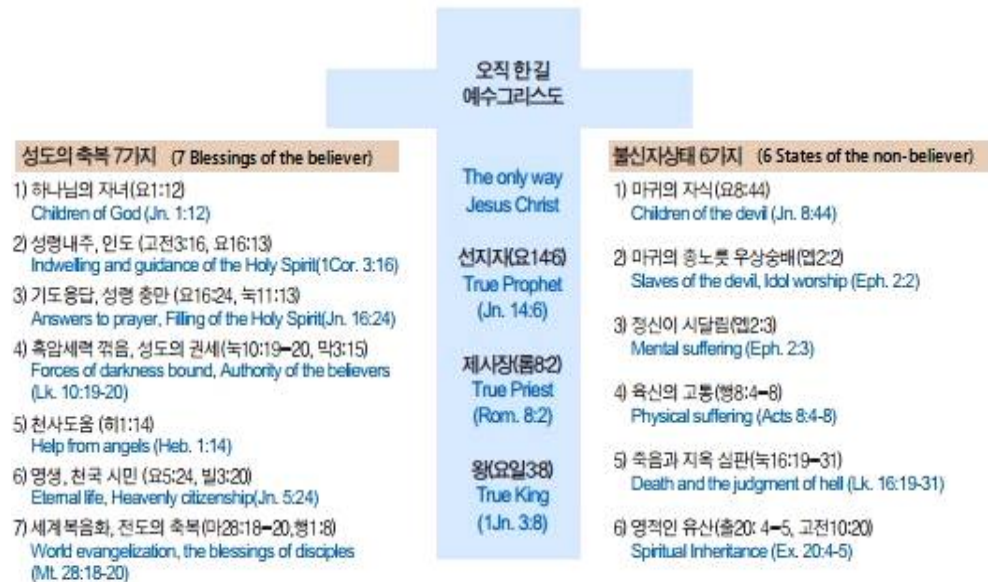 오직 한길
예수그리스도
The only way
Jesus Christ
선지자(요14:6)
True Prophet
(Jn. 14:6)
제사장(롬8:2)
True Priest
(Rom. 8:2)
왕(요일3:8)
True King
(1Jn. 3:8)
성도의 축복 7가지 (7 Blessings of the believer)
1) 하나님의 자녀(요1:12)
Children of God (Jn. 1:12)
2) 성령내주, 인도 (고전3:16, 요16:13)
Indwelling and guidance of the Holy Spirit(1Cor. 3:16)
3) 기도응답, 성령 충만 (요16:24, 눅11:13)
Answers to prayer, Filling of the Holy Spirit(Jn. 16:24)
4) 흑암세력 꺾음, 성도의 권세(눅10:19-20, 막3:15)
Forces of darkness bound, Authority of the believers
(Lk. 10:19-20)
5) 천사도움 (히1:14)
Help from angels (Heb. 1:14)
6) 영생, 천국 시민 (요5:24, 빌3:20)
Eternal life, Heavenly citizenship(Jn. 5:24)
7) 세계복음화, 전도의 축복(마28:18-20,행1:8)
World evangelization, the blessings of disciples
(Mt. 28:18-20)
불신자상태 6가지 (6 States of the non-believer)
1) 마귀의 자식(요8:44)
Children of the devil (Jn. 8:44)
2) 마귀의 종노릇 우상숭배(엡2:2)
Slaves of the devil, Idol worship (Eph. 2:2)
3) 정신이 시달림(엡2:3)
Mental suffering (Eph. 2:3)
4) 육신의 고통(행8:4-8)
Physical suffering (Acts 8:4-8)
5) 죽음과 지옥 심판(눅16:19-31)
Death and the judgment of hell (Lk. 16:19-31)
6) 영적인 유산(출20: 4-5, 고전10:20)
Spiritual Inheritance (Ex. 20:4-5)